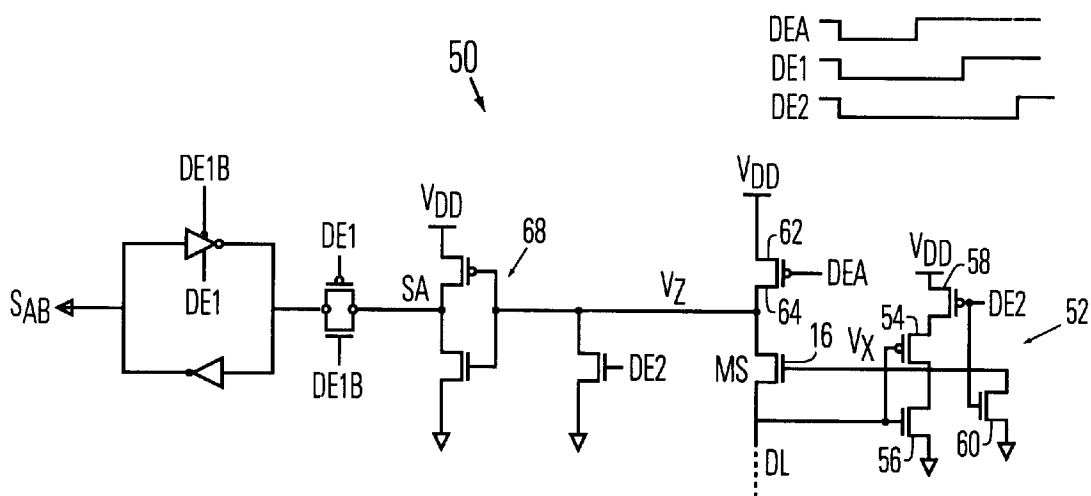 DEA
DE1
DE2
50
DE1B
DE1
SAB
DE1
DE1B
VDD
68
SA
VZ
DE2
VDD
62
DEA
64
16
MS
DL
VDD
58
DE2
54
52
VX
56
60